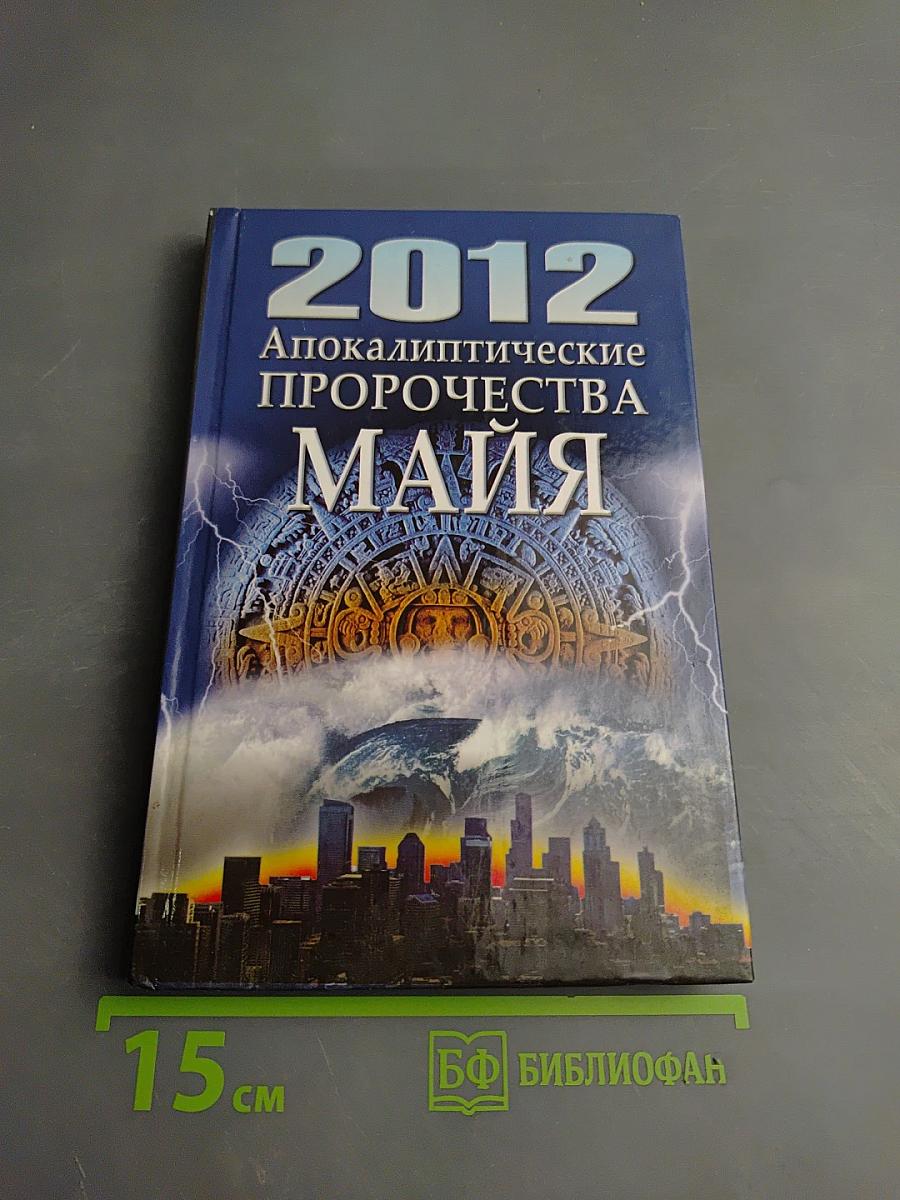 2012
Апокалиптические
ПРОРОЧЕСТВА
МАЙЯ
15 см
БФ БИБЛИОФАН